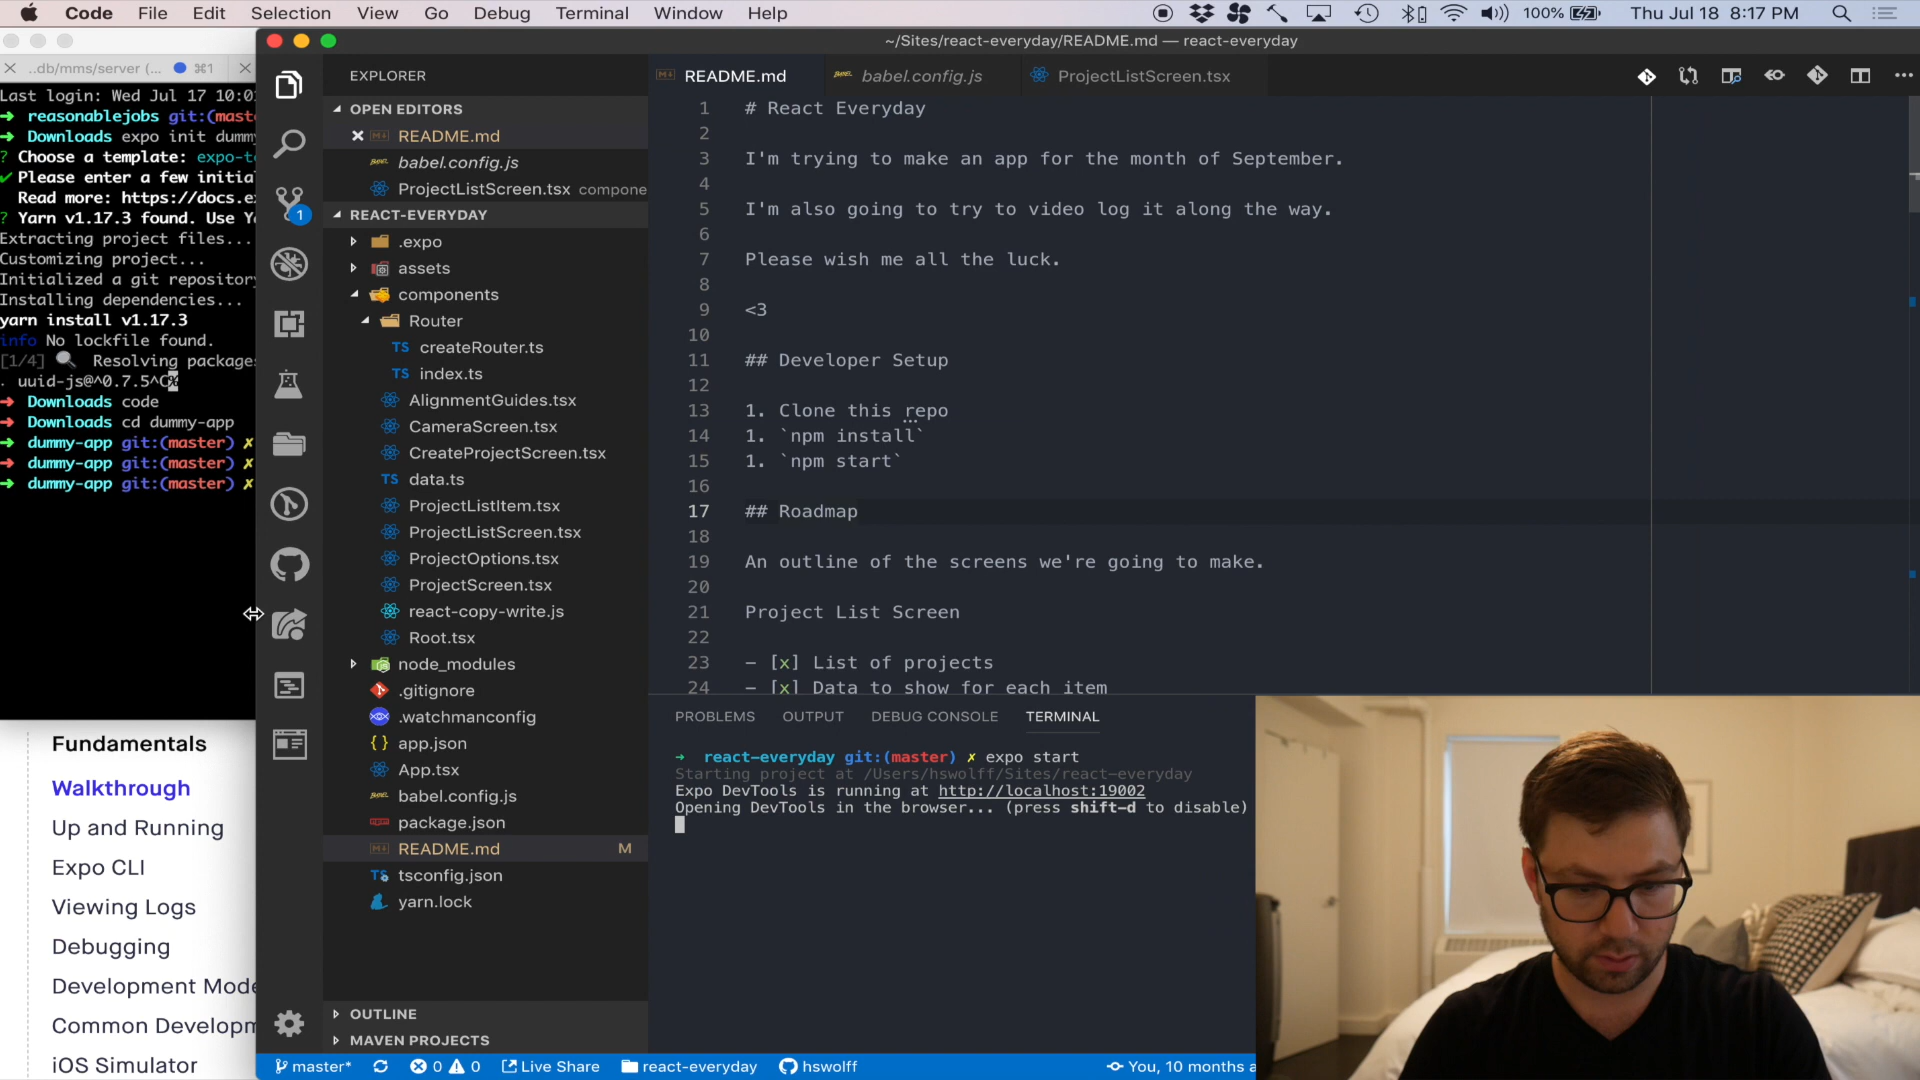 Code File Edit Selection View Go Debug Terminal Window Help
100% Thu Jul 18 8:17 PM
~/Sites/react-everyday/README.md — react-everyday
..db/mms/server (... ⌘1
Last login: Wed Jul 17 10:0
→ reasonablejobs git:(mast
→ Downloads expo init dumm
? Choose a template: expo-t
✓ Please enter a few initia
Read more: https://docs.e
? Yarn v1.17.3 found. Use Y
Extracting project files...
Customizing project...
Initialized a git repository
Installing dependencies...
yarn install v1.17.3
info No lockfile found.
[1/4] Resolving package
. uuid-js@^0.7.5^C%
→ Downloads code
→ Downloads cd dummy-app
→ dummy-app git:(master) ✗
→ dummy-app git:(master) ✗
→ dummy-app git:(master) ✗
Fundamentals
Walkthrough
Up and Running
Expo CLI
Viewing Logs
Debugging
Development Mod
Common Develop
iOS Simulator
1
EXPLORER
OPEN EDITORS
README.md
babel.config.js
ProjectListScreen.tsx compone
REACT-EVERYDAY
.expo
assets
components
Router
TS createRouter.ts
TS index.ts
AlignmentGuides.tsx
CameraScreen.tsx
CreateProjectScreen.tsx
TS data.ts
ProjectListItem.tsx
ProjectListScreen.tsx
ProjectOptions.tsx
ProjectScreen.tsx
react-copy-write.js
Root.tsx
node_modules
.gitignore
.watchmanconfig
{ } app.json
App.tsx
babel.config.js
package.json
README.md M
TS tsconfig.json
yarn.lock
OUTLINE
MAVEN PROJECTS
README.md babel.config.js ProjectListScreen.tsx
1 # React Everyday
2
3 I'm trying to make an app for the month of September.
4
5 I'm also going to try to video log it along the way.
6
7 Please wish me all the luck.
8
9 <3
10
11 ## Developer Setup
12
13 1. Clone this repo
14 1. `npm install`
15 1. `npm start`
16
17 ## Roadmap
18
19 An outline of the screens we're going to make.
20
21 Project List Screen
22
23 - [x] List of projects
24 - [x] Data to show for each item
PROBLEMS OUTPUT DEBUG CONSOLE TERMINAL
→ react-everyday git:(master) ✗ expo start
Starting project at /Users/hswolff/Sites/react-everyday
Expo DevTools is running at http://localhost:19002
Opening DevTools in the browser... (press shift-d to disable)
master* 0 0 Live Share react-everyday hswolff You, 10 months a